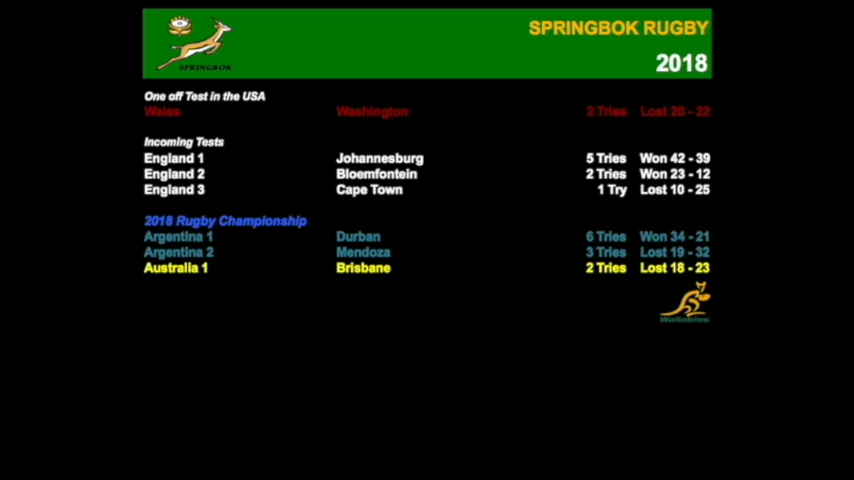 SPRINGBOK
SPRINGBOK RUGBY
2018
One off Test in the USA
Wales Washington 2 Tries Lost 20 - 22
Incoming Tests
England 1 Johannesburg 5 Tries Won 42 - 39
England 2 Bloemfontein 2 Tries Won 23 - 12
England 3 Cape Town 1 Try Lost 10 - 25
2018 Rugby Championship
Argentina 1 Durban 6 Tries Won 34 - 21
Argentina 2 Mendoza 3 Tries Lost 19 - 32
Australia 1 Brisbane 2 Tries Lost 18 - 23
Wallabies